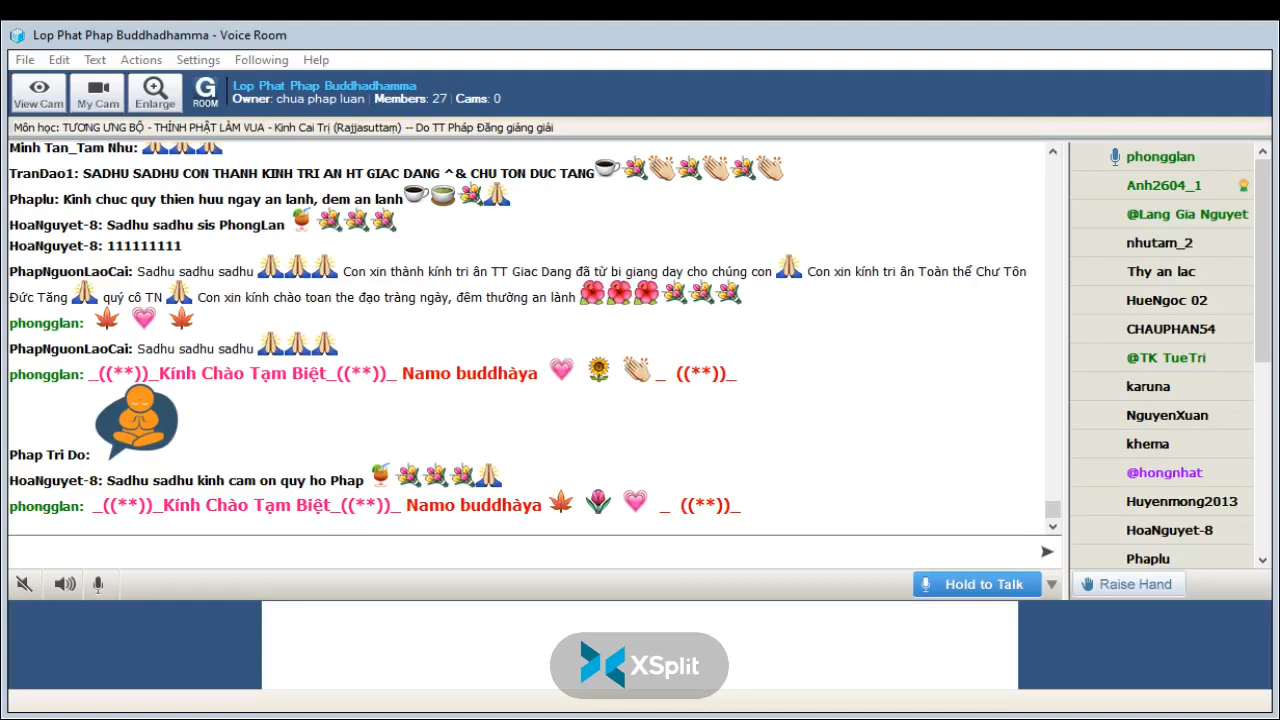 Lop Phat Phap Buddhadhamma - Voice Room
File Edit Text Actions Settings Following Help
View Cam My Cam Enlarge G ROOM
Lop Phat Phap Buddhadhamma
Owner: chua phap luan | Members: 27 | Cams: 0
Môn học: TƯƠNG ƯNG BỘ - THỈNH PHẬT LÀM VUA - Kinh Cai Trị (Rajjasuttaṃ) -- Do TT Pháp Đăng giảng giải
Minh Tan_Tam Nhu:
TranDao1: SADHU SADHU CON THANH KINH TRI AN HT GIAC DANG ^& CHU TON DUC TANG
Phaplu: Kinh chuc quy thien huu ngay an lanh, dem an lanh
HoaNguyet-8: Sadhu sadhu sis PhongLan
HoaNguyet-8: 111111111
PhapNguonLaoCai: Sadhu sadhu sadhu Con xin thành kính tri ân TT Giac Dang đã từ bi giang day cho chúng con Con xin kính tri ân Toàn thể Chư Tôn
Đức Tăng quý cô TN Con xin kính chào toan the đạo tràng ngày, đêm thường an lành
phongglan:
PhapNguonLaoCai: Sadhu sadhu sadhu
phongglan: _((**))_Kính Chào Tạm Biệt_((**))_ Namo buddhàya _ ((**))_
Phap Tri Do:
HoaNguyet-8: Sadhu sadhu kinh cam on quy ho Phap
phongglan: _((**))_Kính Chào Tạm Biệt_((**))_ Namo buddhàya _ ((**))_
phongglan
Anh2604_1
@Lang Gia Nguyet
nhutam_2
Thy an lac
HueNgoc 02
CHAUPHAN54
@TK TueTri
karuna
NguyenXuan
khema
@hongnhat
Huyenmong2013
HoaNguyet-8
Phaplu
Hold to Talk
Raise Hand
XSplit